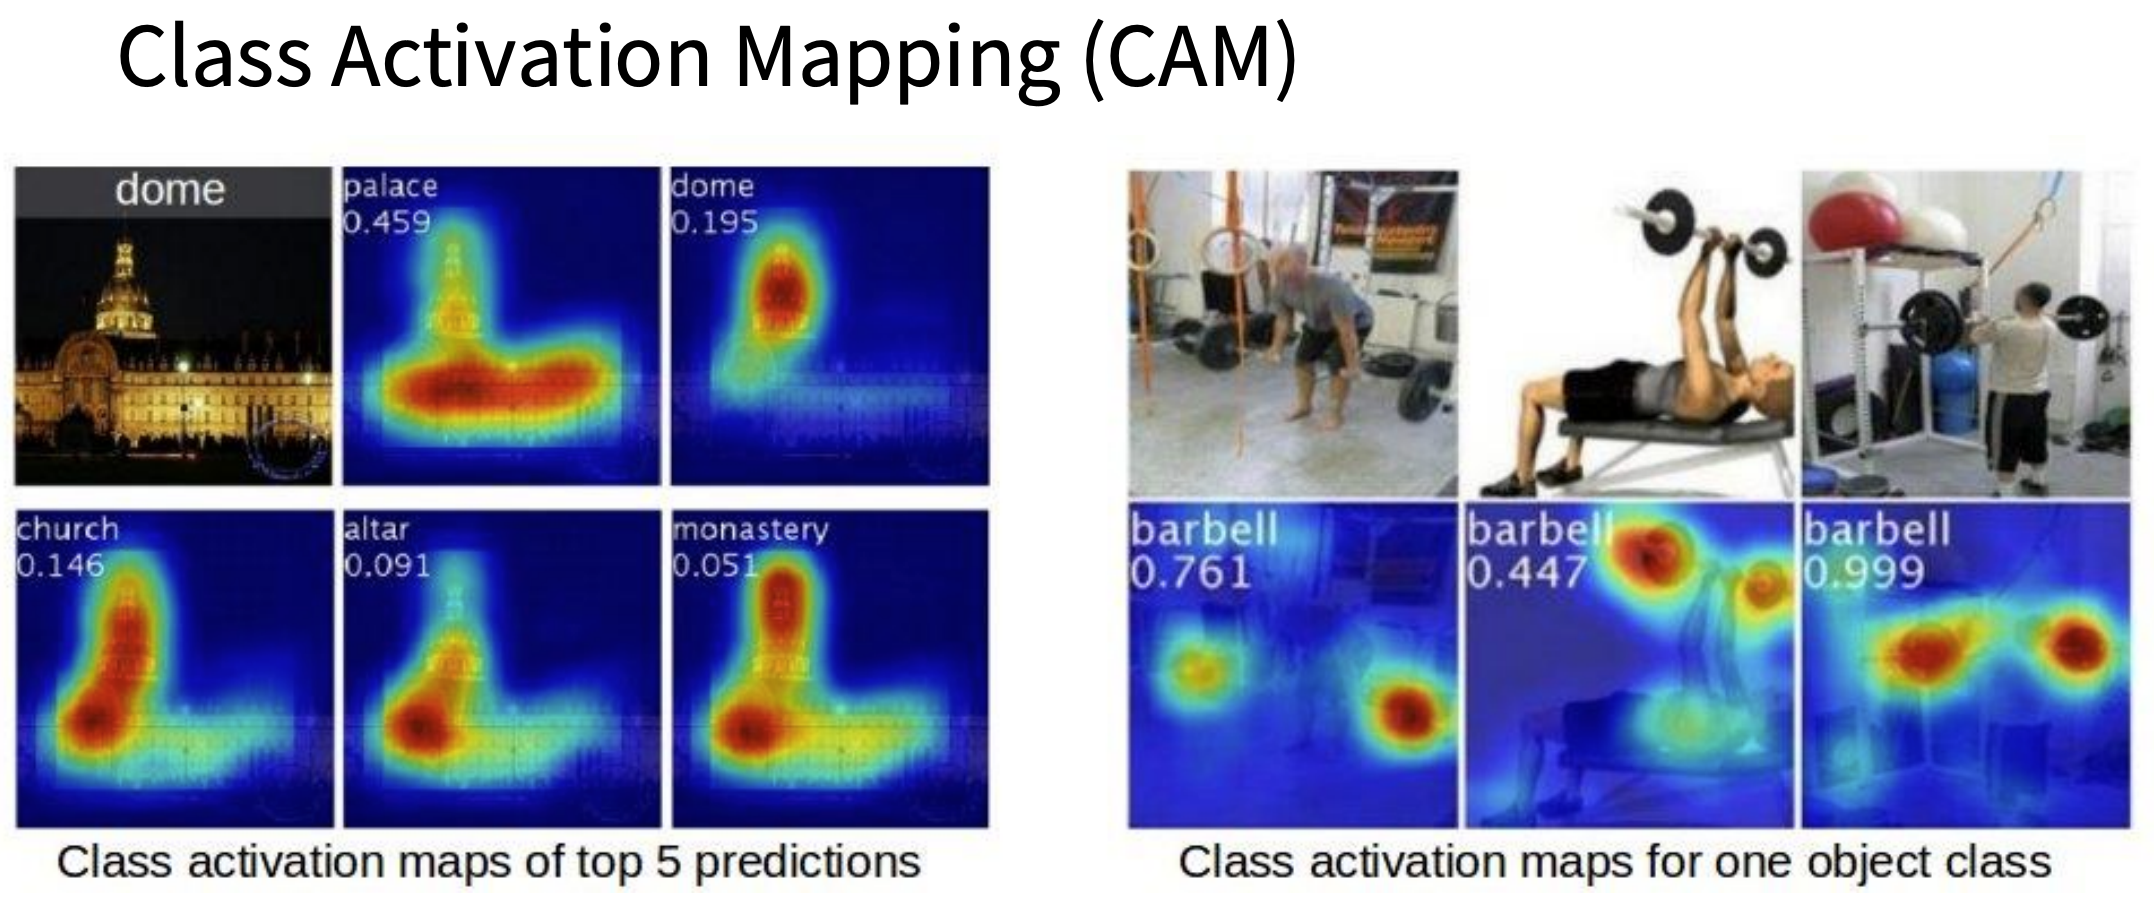 Class Activation Mapping (CAM)
dome
palace
0.459
dome
0.195
church
0.146
altar
0.091
monastery
0.051
Class activation maps of top 5 predictions
barbell
0.761
barbell
0.447
barbell
0.999
Class activation maps for one object class